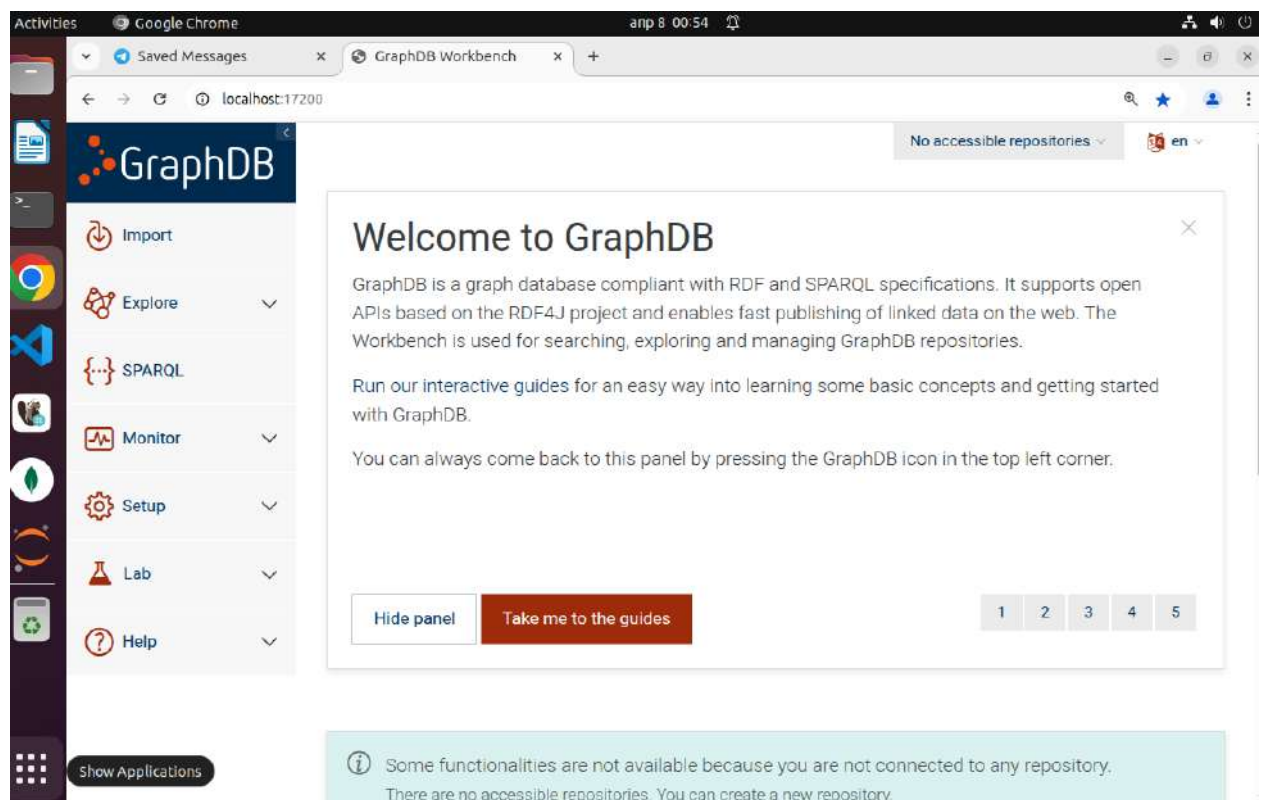 Activities
Google Chrome
апр 8 00:54
Saved Messages
GraphDB Workbench
localhost:17200
GraphDB
No accessible repositories
en
Import
Explore
SPARQL
Monitor
Setup
Lab
Help
Welcome to GraphDB
GraphDB is a graph database compliant with RDF and SPARQL specifications. It supports open
APIs based on the RDF4J project and enables fast publishing of linked data on the web. The
Workbench is used for searching, exploring and managing GraphDB repositories.
Run our interactive guides for an easy way into learning some basic concepts and getting started
with GraphDB.
You can always come back to this panel by pressing the GraphDB icon in the top left corner.
Hide panel
Take me to the guides
1 2 3 4 5
Show Applications
Some functionalities are not available because you are not connected to any repository.
There are no accessible repositories. You can create a new repository.